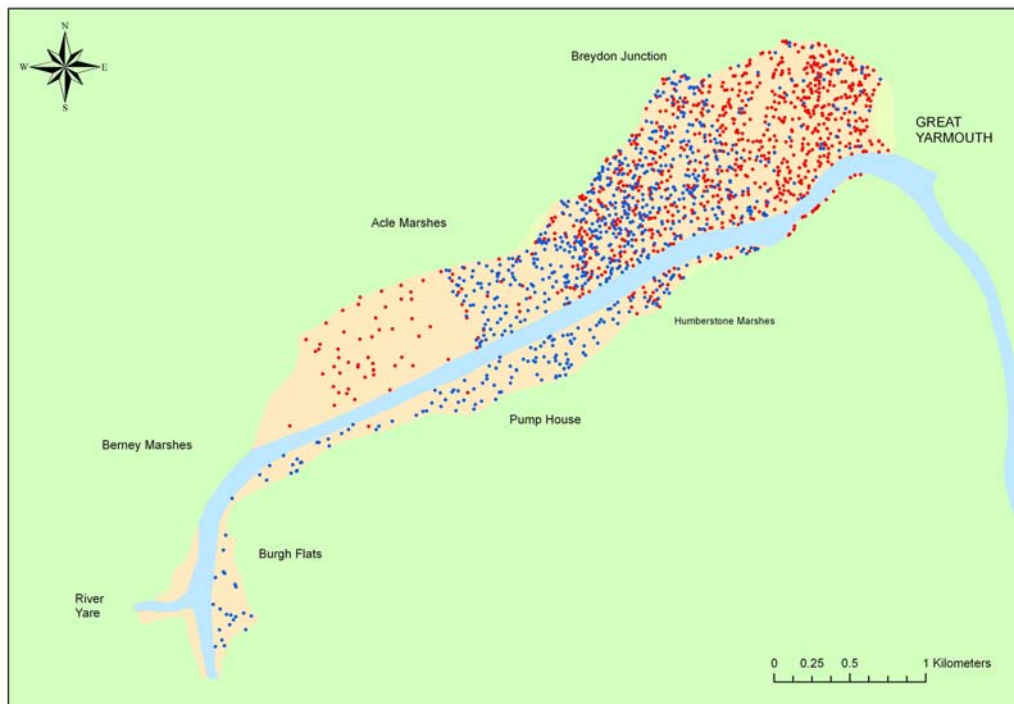 N
W E
S
Breydon Junction
GREAT
YARMOUTH
Acle Marshes
Humberstone Marshes
Pump House
Berney Marshes
Burgh Flats
River
Yare
0 0.25 0.5 1 Kilometers